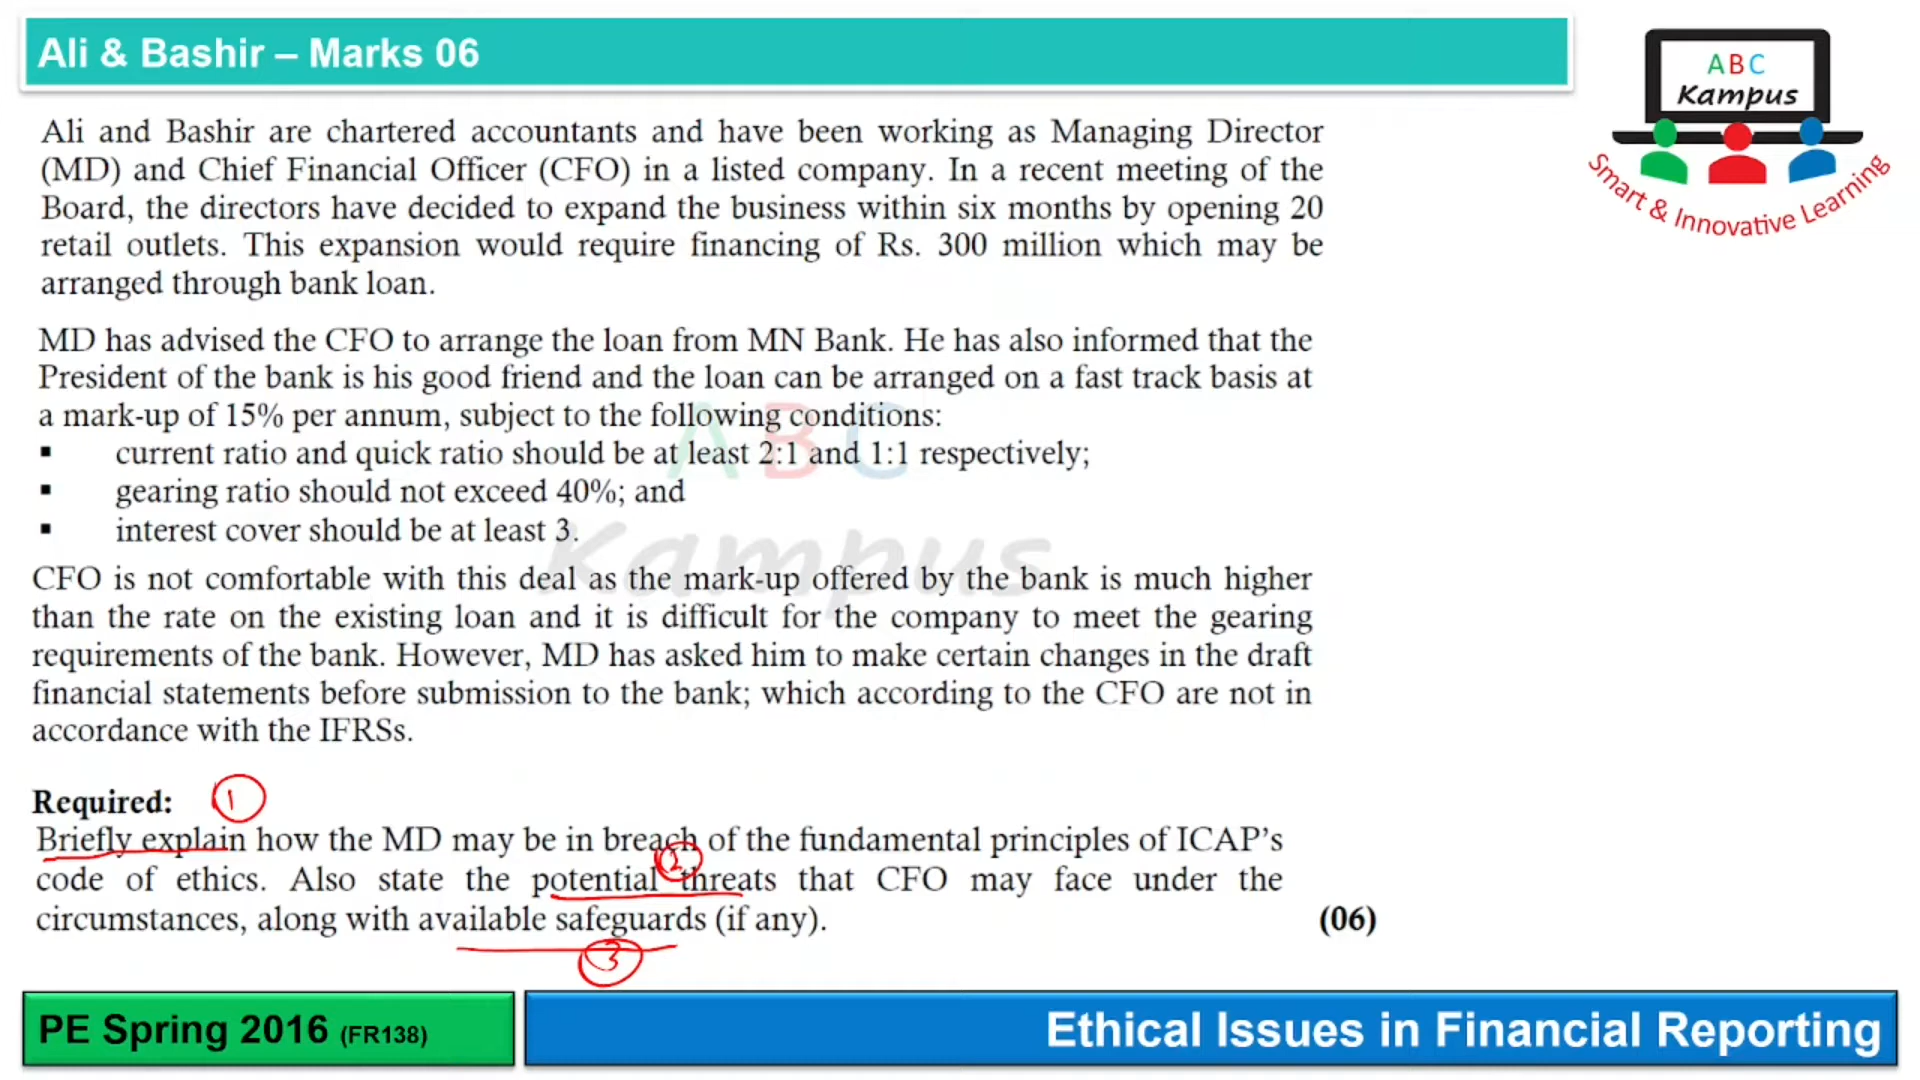 Ali & Bashir – Marks 06
A B C
Kampus
Smart & Innovative Learning
Ali and Bashir are chartered accountants and have been working as Managing Director
(MD) and Chief Financial Officer (CFO) in a listed company. In a recent meeting of the
Board, the directors have decided to expand the business within six months by opening 20
retail outlets. This expansion would require financing of Rs. 300 million which may be
arranged through bank loan.
MD has advised the CFO to arrange the loan from MN Bank. He has also informed that the
President of the bank is his good friend and the loan can be arranged on a fast track basis at
a mark-up of 15% per annum, subject to the following conditions:
▪ current ratio and quick ratio should be at least 2:1 and 1:1 respectively;
▪ gearing ratio should not exceed 40%; and
▪ interest cover should be at least 3.
A B C
Kampus
CFO is not comfortable with this deal as the mark-up offered by the bank is much higher
than the rate on the existing loan and it is difficult for the company to meet the gearing
requirements of the bank. However, MD has asked him to make certain changes in the draft
financial statements before submission to the bank; which according to the CFO are not in
accordance with the IFRSs.
Required: 1
Briefly explain how the MD may be in breach of the fundamental principles of ICAP's
2
code of ethics. Also state the potential threats that CFO may face under the
circumstances, along with available safeguards (if any). (06)
3
PE Spring 2016 (FR138)
Ethical Issues in Financial Reporting